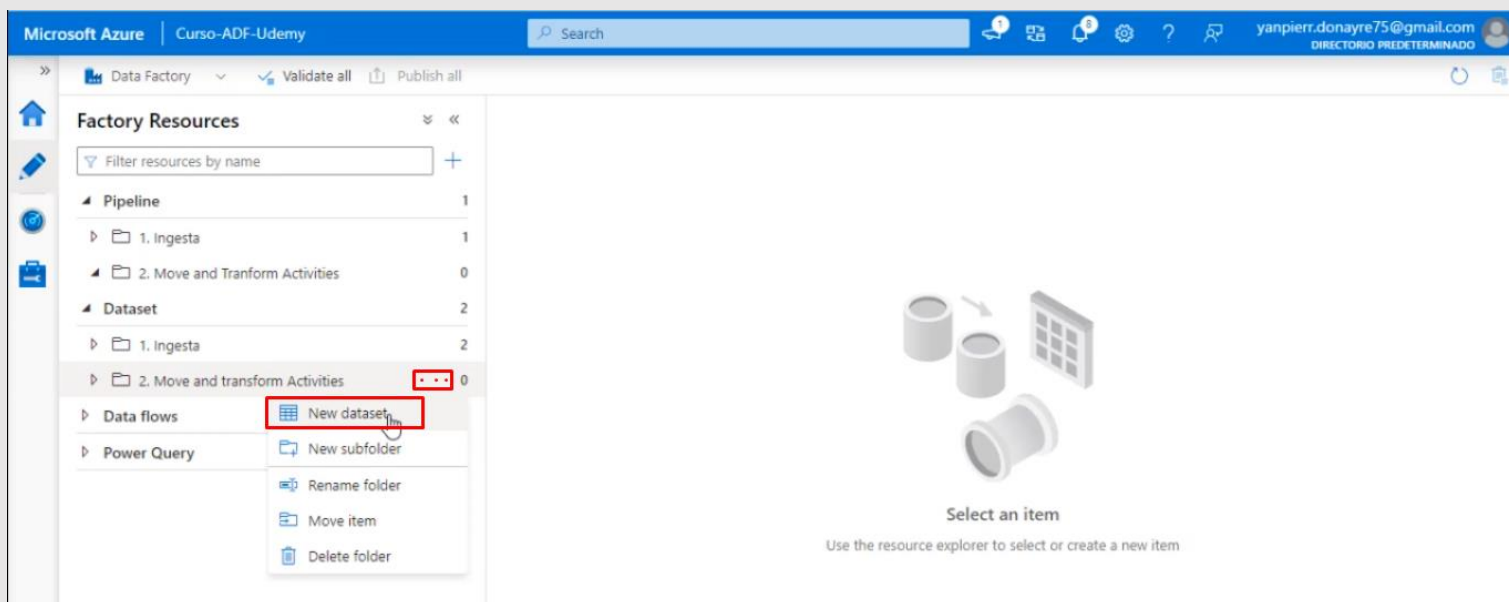 Microsoft Azure Curso-ADF-Udemy Search 1 8 ? yanpierr.donayre75@gmail.com
DIRECTORIO PREDETERMINADO
» Data Factory Validate all Publish all
Factory Resources
Filter resources by name
Pipeline 1
1. Ingesta 1
2. Move and Tranform Activities 0
Dataset 2
1. Ingesta 2
2. Move and transform Activities ... 0
Data flows
Power Query
New dataset
New subfolder
Rename folder
Move item
Delete folder
Select an item
Use the resource explorer to select or create a new item